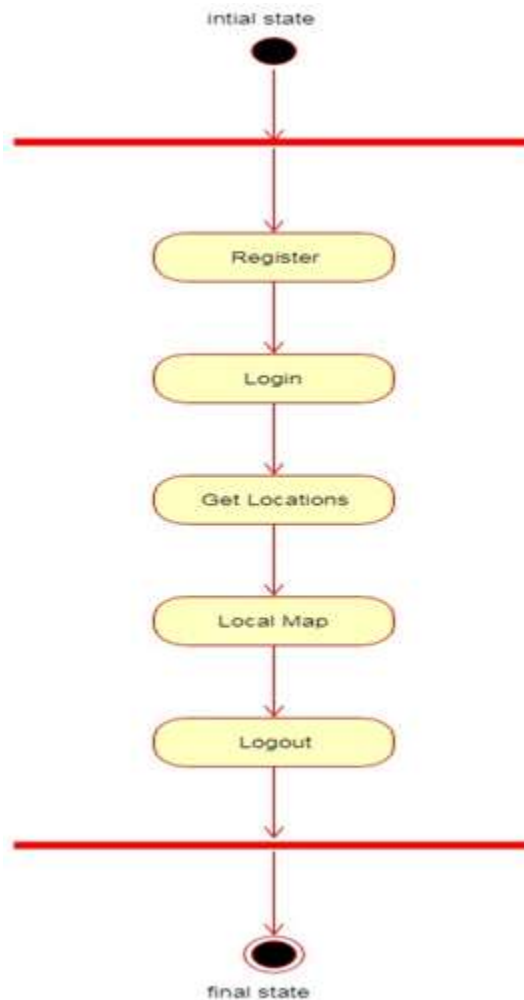 intial state
Register
Login
Get Locations
Local Map
Logout
final state